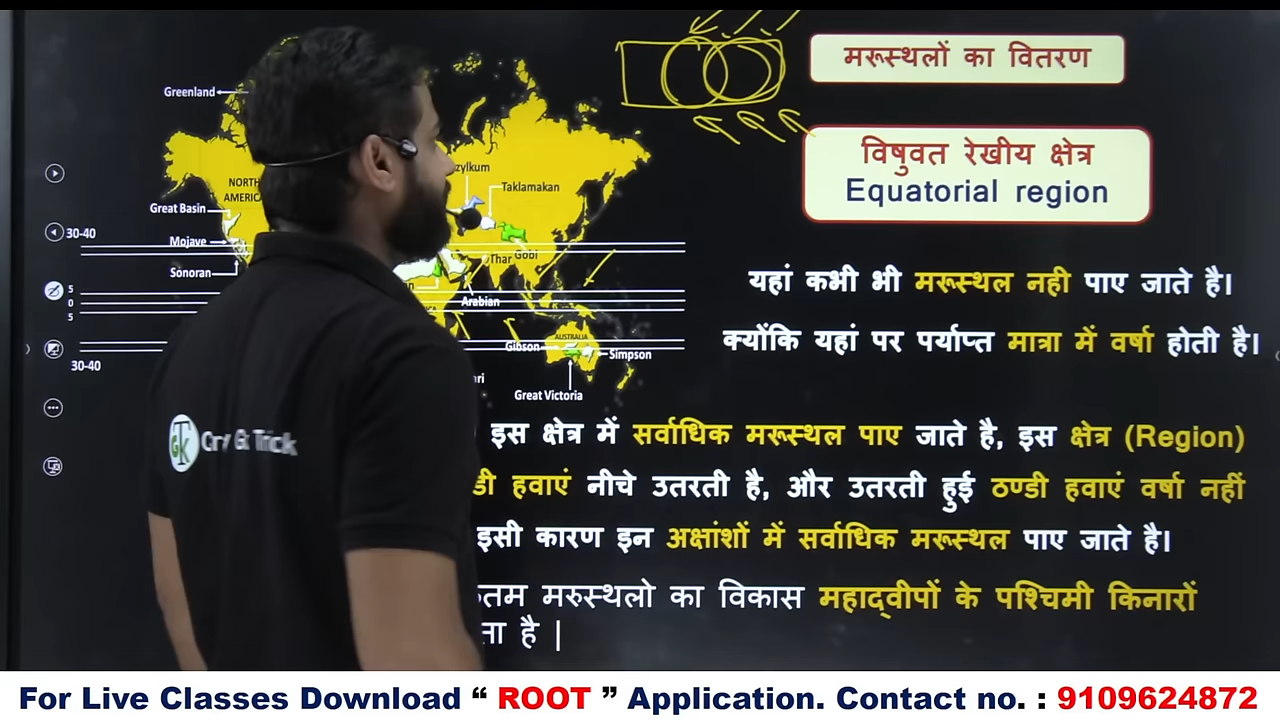 मरूस्थलों का वितरण
विषुवत रेखीय क्षेत्र
Equatorial region
यहां कभी भी मरूस्थल नही पाए जाते है।
क्योंकि यहां पर पर्याप्त मात्रा में वर्षा होती है।
इस क्षेत्र में सर्वाधिक मरूस्थल पाए जाते है, इस क्षेत्र (Region)
हवाएं नीचे उतरती है, और उतरती हुई ठण्डी हवाएं वर्षा नहीं
इसी कारण इन अक्षांशों में सर्वाधिक मरूस्थल पाए जाते है।
मरुस्थलो का विकास महाद्वीपों के पश्चिमी किनारों
है |
Greenland
NORTH
Taklamakan
Great Basin
30-40
Mojave
Thar Gobi
Sonoran
5
Arabian
0
5
AUSTRALIA
Gibson
Simpson
30-40
Great Victoria
GK Trick
For Live Classes Download “ ROOT ” Application. Contact no. : 9109624872